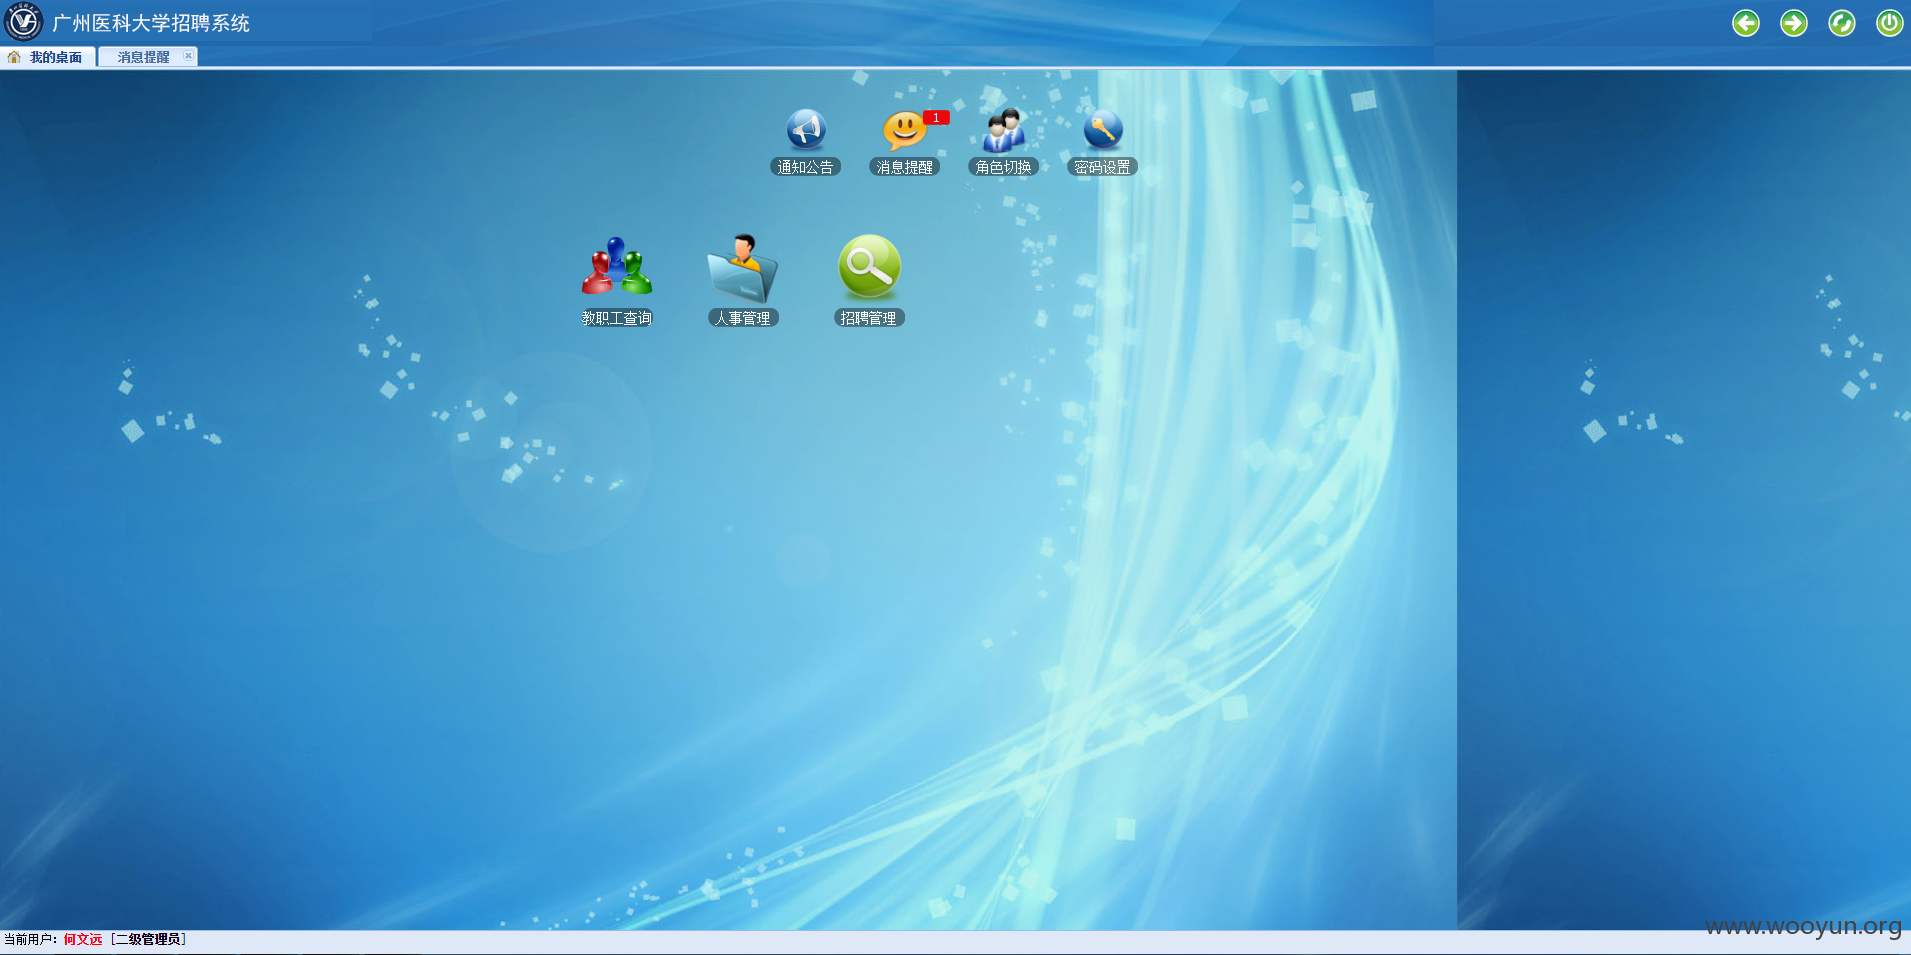 广州医科大学招聘系统
我的桌面 消息提醒
1
通知公告 消息提醒 角色切换 密码设置
教职工查询 人事管理 招聘管理
www.wooyun.org
当前用户：何文远 [二级管理员]